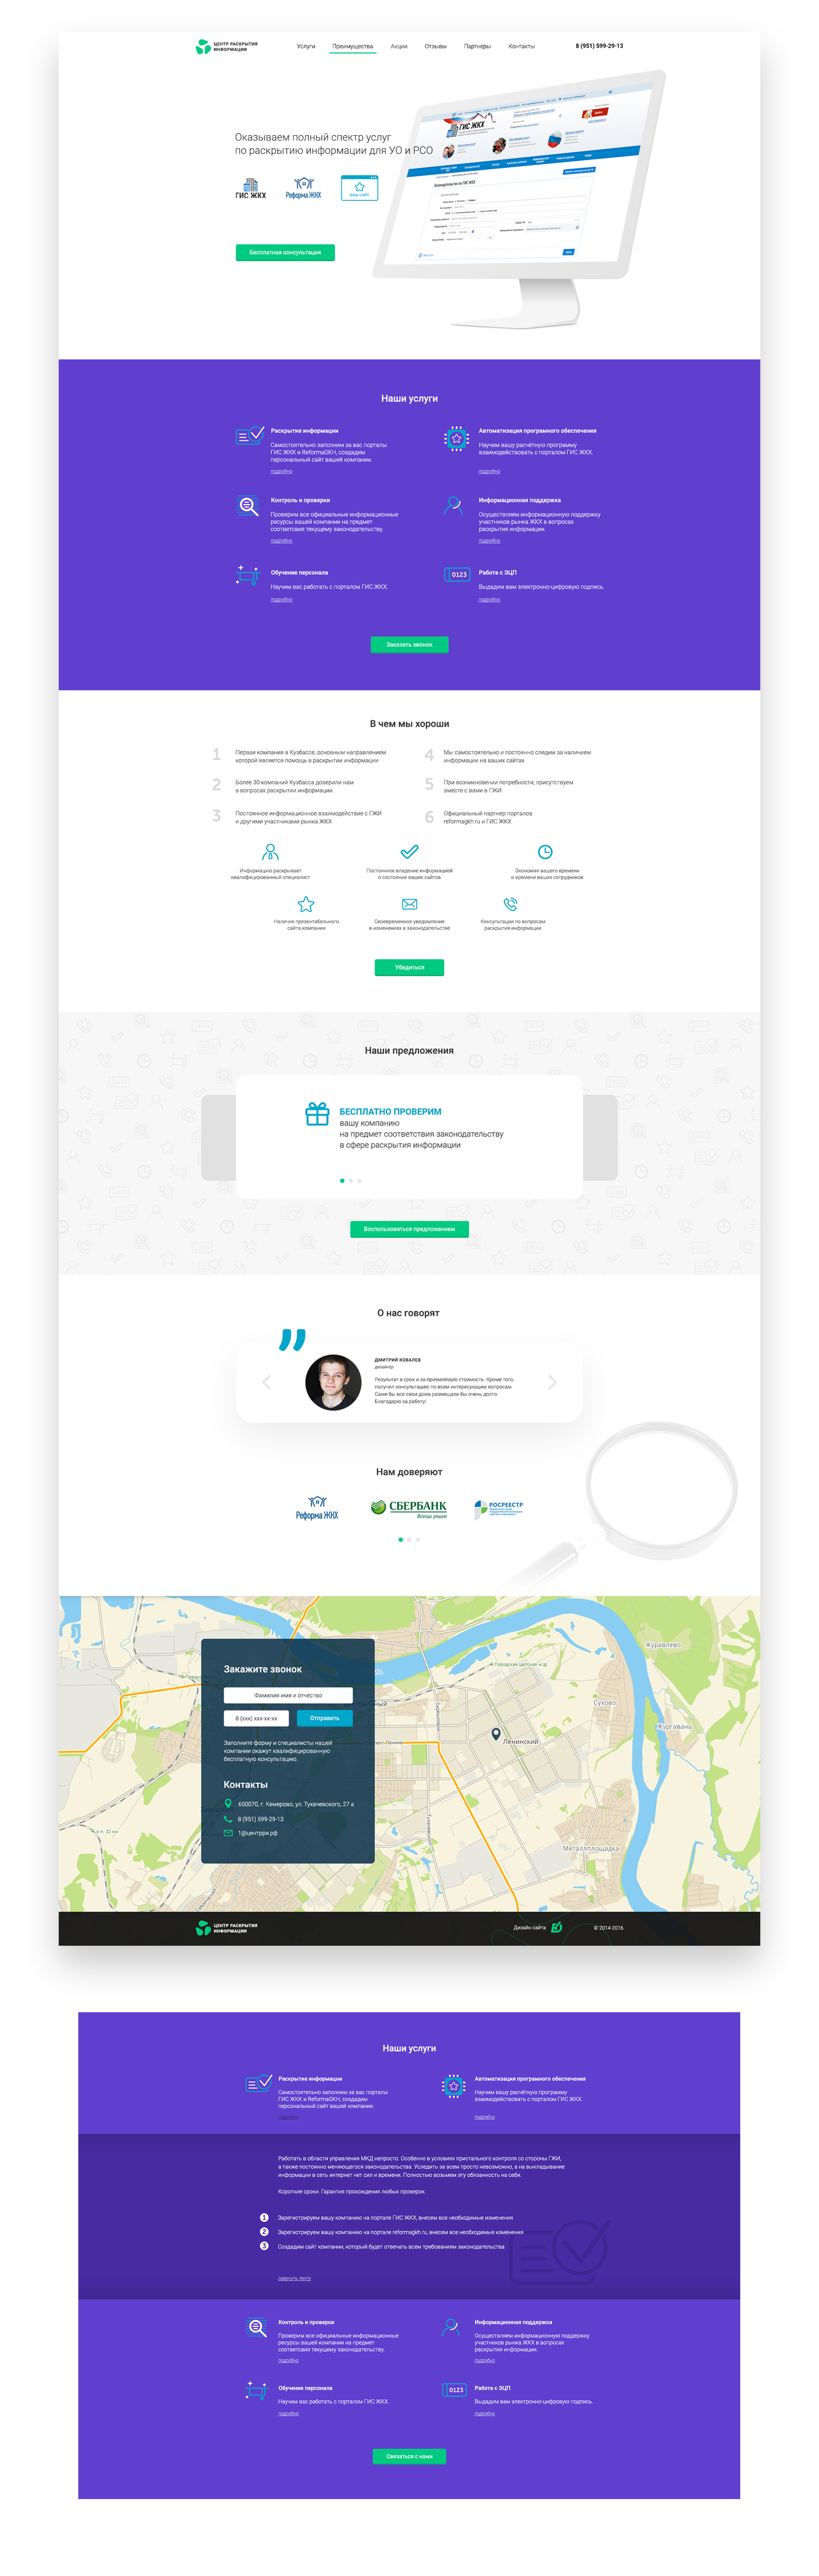 ЦЕНТР РАСКРЫТИЯ
ИНФОРМАЦИИ
Услуги
Преимущества
Акции
Отзывы
Партнеры
Контакты
8 (951) 599-29-13
Оказываем полный спектр услуг
по раскрытию информации для УО и РСО
ГИС ЖКХ
Реформа ЖКХ
ВАШ САЙТ
Бесплатная консультация
ГИС ЖКХ
Наши услуги
Раскрытие информации
Самостоятельно заполним за вас порталы
ГИС ЖКХ и ReformaGKH, создадим
персональный сайт вашей компании.
подробно
Автоматизация програмного обеспечения
Научим вашу расчётную программу
взаимодействовать с порталом ГИС ЖКХ.
подробно
Контроль и проверки
Проверим все официальные информационные
ресурсы вашей компании на предмет
соответсвия текущему законодательству.
подробно
Информационная поддержка
Осуществляем информационную поддержку
участников рынка ЖКХ в вопросах
раскрытия информации.
подробно
Обучение персонала
Научим вас работать с порталом ГИС ЖКХ.
подробно
0123
Работа с ЭЦП
Выдадим вам электронно-цифровую подпись.
подробно
Заказать звонок
В чем мы хороши
1
Первая компания в Кузбассе, основным направлением
которой является помощь в раскрытии информации
2
Более 30 компаний Кузбасса доверили нам
в вопросах раскрытии информации.
3
Постоянное информационное взаимодействие с ГЖИ
и другими участниками рынка ЖКХ
4
Мы самостоятельно и постоянно следим за наличием
информации на ваших сайтах
5
При возникновении потребности, присутствуем
вместе с вами в ГЖИ
6
Официальный партнер порталов
reformagkh.ru и ГИС ЖКХ
Информацию раскрывает
квалифицированный специалист
Постоянное владение информацией
о состоянии ваших сайтов
Экономия вашего времени
и времени ваших сотрудников
Наличие презентабельного
сайта компании
Своевременное уведомление
в изменениях в законодательстве
Консультации по вопросам
раскрытия информации
Убедиться
Наши предложения
БЕСПЛАТНО ПРОВЕРИМ
вашу компанию
на предмет соответствия законодательству
в сфере раскрытия информации
Воспользоваться предложением
О нас говорят
ДМИТРИЙ КОВАЛЕВ
дизайнер
Результат в срок и за приемлемую стоимость. Кроме того,
получил консультацию по всем интересующим вопросам.
Сами бы все свои дома размещали бы очень долго.
Благодарю за работу!
Нам доверяют
Реформа ЖКХ
СБЕРБАНК
Всегда рядом
РОСРЕЕСТР
Закажите звонок
Фамилия имя и отчество
8 (xxx) xxx-xx-xx
Отправить
Заполните форму и специалисты нашей
компании окажут квалифицированную
бесплатную консультацию.
Контакты
650070, г. Кемерово, ул. Тухачевского, 27 а
8 (951) 599-29-13
1@центрри.рф
Журавлево
Сухово
Жургавань
Ленинский
Металлплощадка
о.п. 32 км
ЦЕНТР РАСКРЫТИЯ
ИНФОРМАЦИИ
Дизайн сайта
© 2014-2016
Наши услуги
Раскрытие информации
Самостоятельно заполним за вас порталы
ГИС ЖКХ и ReformaGKH, создадим
персональный сайт вашей компании.
подробно
Автоматизация програмного обеспечения
Научим вашу расчётную программу
взаимодействовать с порталом ГИС ЖКХ.
подробно
Работать в области управления МКД непросто. Особенно в условиях пристального контроля со стороны ГЖИ,
а также постоянно меняющегося законодательства. Уследить за всем просто невозможно, а на выкладывание
информации в сеть интернет нет сил и времени. Полностью возьмем эту обязанность на себя.
Короткие сроки. Гарантия прохождения любых проверок.
1
Зарегистрируем вашу компанию на портале ГИС ЖКХ, внесем все необходимые изменения
2
Зарегистрируем вашу компанию на портале reformagkh.ru, внесем все необходимые изменения
3
Создадим сайт компании, который будет отвечать всем требованиям законодательства
свернуть ленту
Контроль и проверки
Проверим все официальные информационные
ресурсы вашей компании на предмет
соответсвия текущему законодательству.
подробно
Информационная поддержка
Осуществляем информационную поддержку
участников рынка ЖКХ в вопросах
раскрытия информации.
подробно
Обучение персонала
Научим вас работать с порталом ГИС ЖКХ.
подробно
0123
Работа с ЭЦП
Выдадим вам электронно-цифровую подпись.
подробно
Связаться с нами